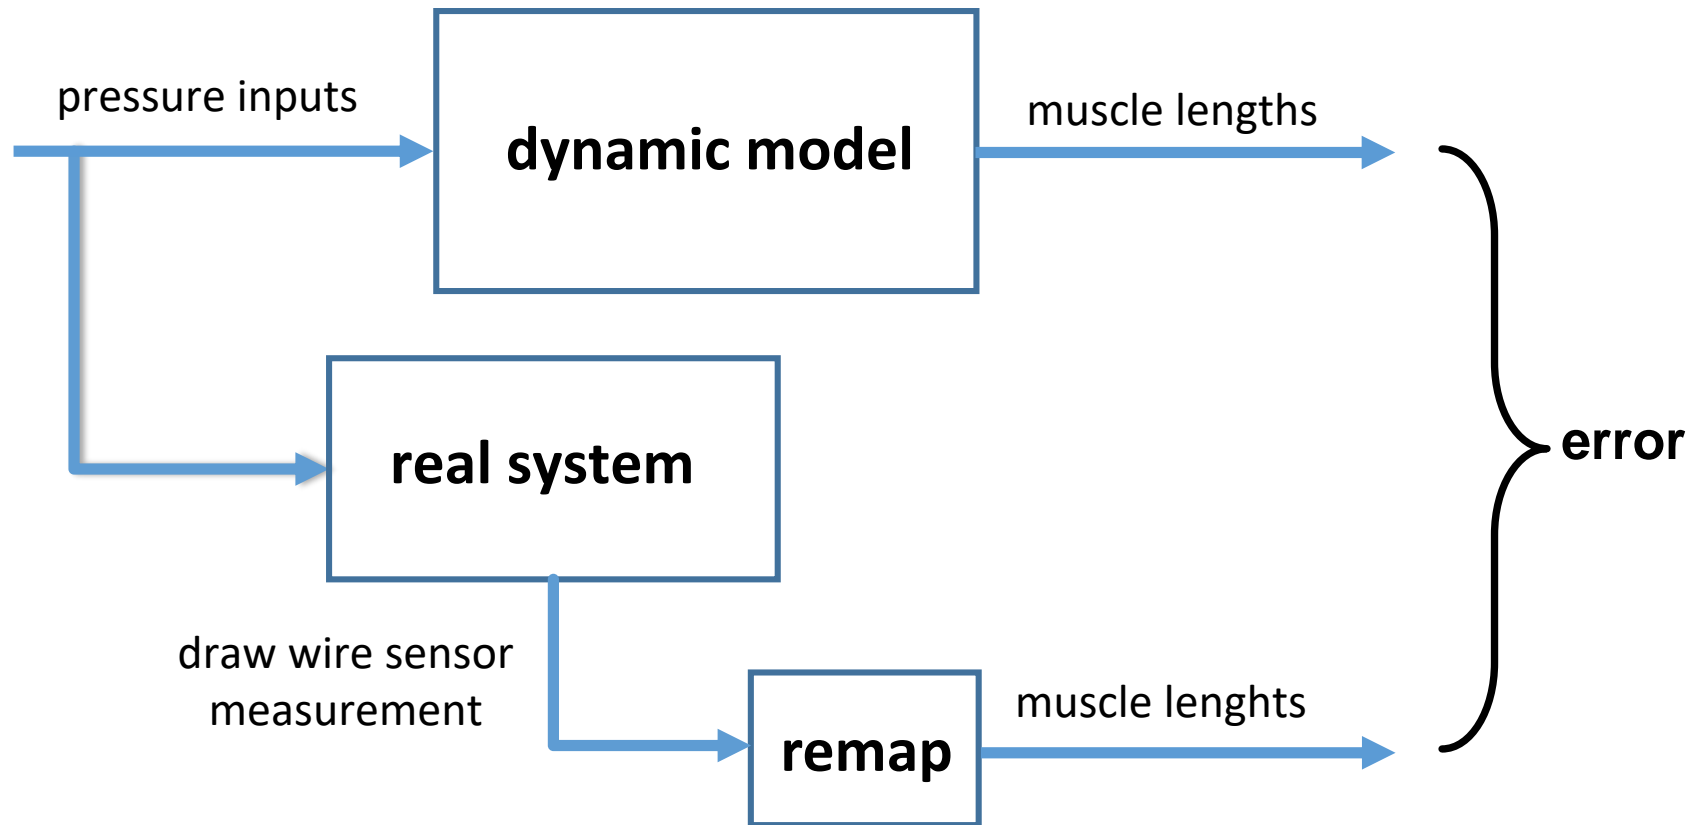 pressure inputs
dynamic model
muscle lengths
real system
error
draw wire sensor
measurement
remap
muscle lenghts